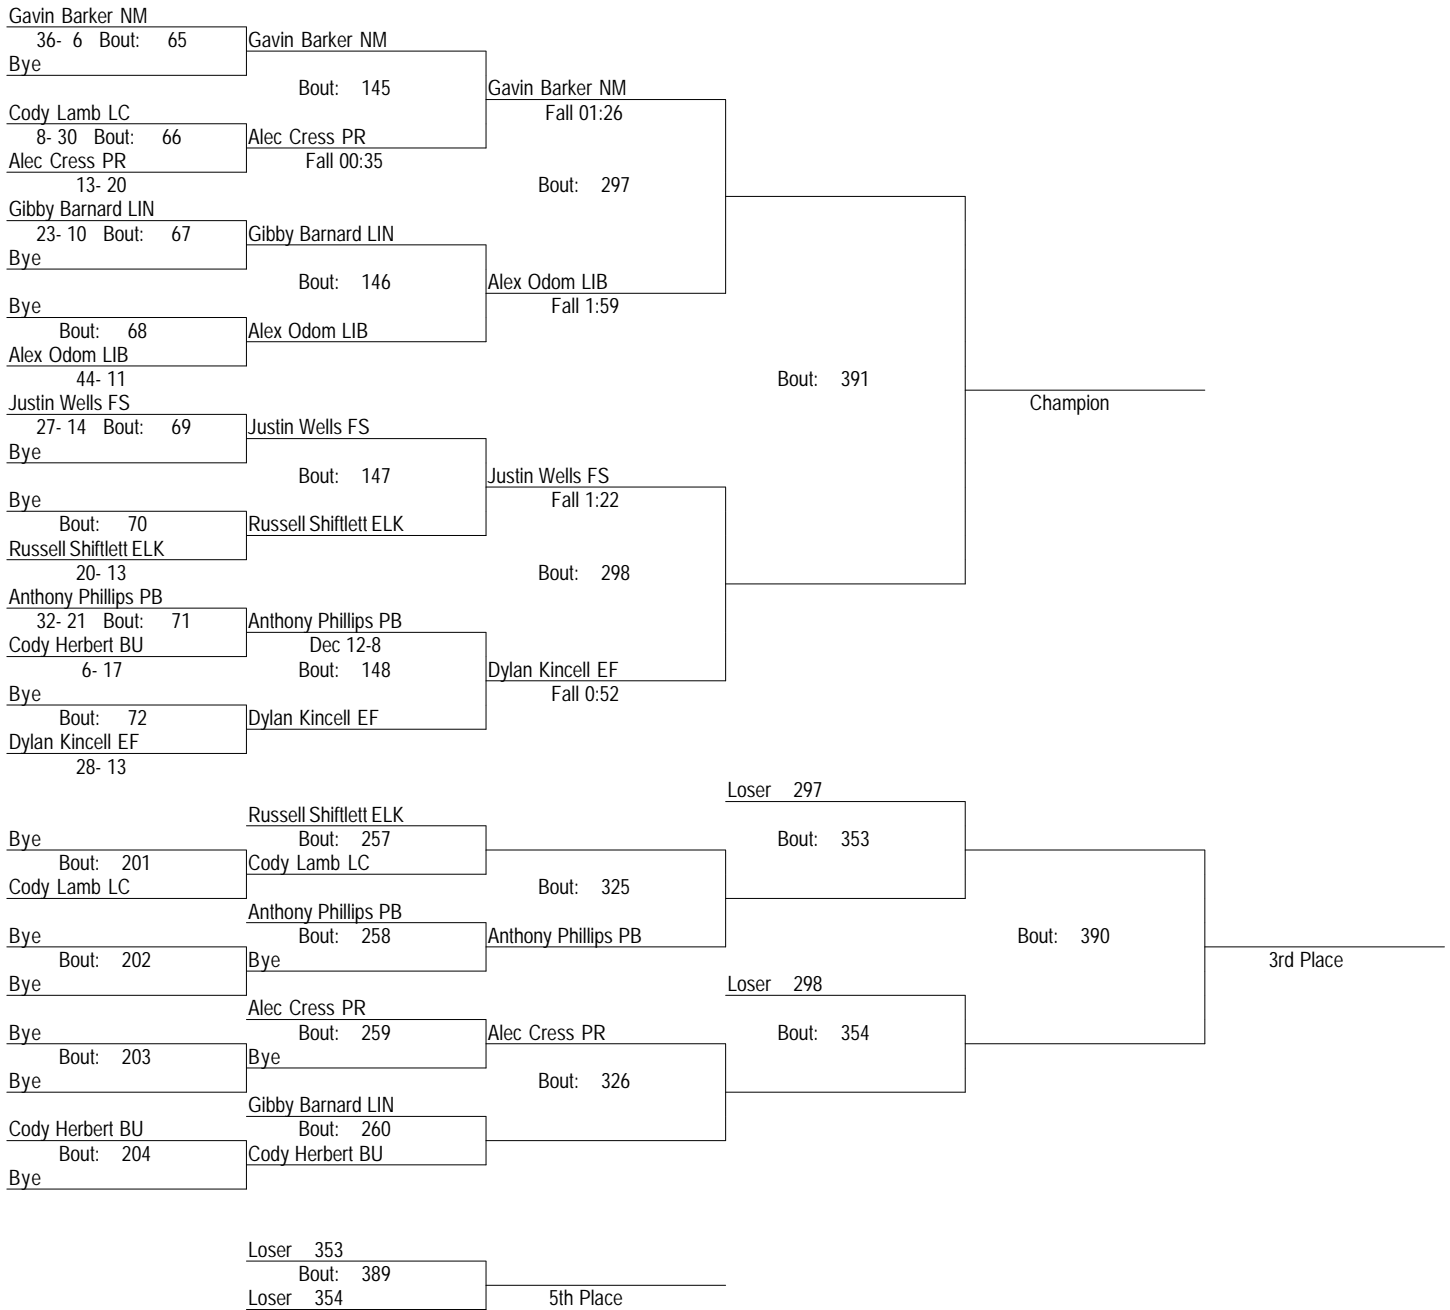 Gavin Barker NM
36- 6 Bout: 65
Gavin Barker NM
Bye
Bout: 145
Gavin Barker NM
Cody Lamb LC
Fall 01:26
8- 30 Bout: 66
Alec Cress PR
Alec Cress PR
Fall 00:35
13- 20
Bout: 297
Gibby Barnard LIN
23- 10 Bout: 67
Gibby Barnard LIN
Bye
Bout: 146
Alex Odom LIB
Bye
Fall 1:59
Bout: 68
Alex Odom LIB
Alex Odom LIB
44- 11
Bout: 391
Justin Wells FS
Champion
27- 14 Bout: 69
Justin Wells FS
Bye
Bout: 147
Justin Wells FS
Bye
Fall 1:22
Bout: 70
Russell Shiftlett ELK
Russell Shiftlett ELK
20- 13
Bout: 298
Anthony Phillips PB
32- 21 Bout: 71
Anthony Phillips PB
Cody Herbert BU
Dec 12-8
6- 17
Bout: 148
Dylan Kincell EF
Bye
Fall 0:52
Bout: 72
Dylan Kincell EF
Dylan Kincell EF
28- 13
Loser 297
Russell Shiftlett ELK
Bye
Bout: 257
Bout: 353
Bout: 201
Cody Lamb LC
Cody Lamb LC
Bout: 325
Anthony Phillips PB
Bye
Bout: 258
Anthony Phillips PB
Bout: 390
Bout: 202
Bye
3rd Place
Bye
Loser 298
Alec Cress PR
Bye
Bout: 259
Alec Cress PR
Bout: 354
Bout: 203
Bye
Bye
Bout: 326
Gibby Barnard LIN
Cody Herbert BU
Bout: 260
Bout: 204
Cody Herbert BU
Bye
Loser 353
Bout: 389
Loser 354
5th Place